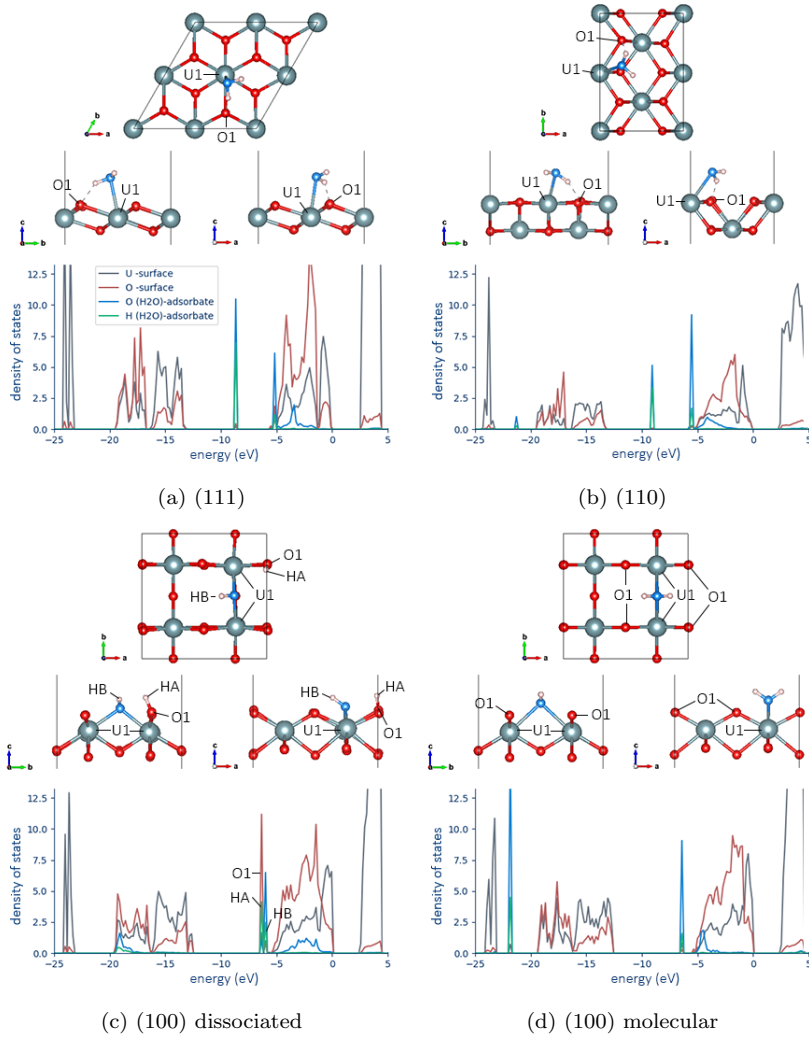 O1
U1
U1
O1
b
a
b
a
O1
U1
U1
O1
U1
O1
U1
O1
c
b
c
a
c
b
c
a
12.5
10.0
7.5
5.0
2.5
0.0
density of states
U -surface
O -surface
O (H2O)-adsorbate
H (H2O)-adsorbate
−25 −20 −15 −10 −5 0 5
energy (eV)
12.5
10.0
7.5
5.0
2.5
0.0
density of states
−25 −20 −15 −10 −5 0 5
energy (eV)
(a) (111)
(b) (110)
O1
HA
HB
U1
b
a
O1
U1
O1
b
a
HB
HA
O1
U1
HB
HA
O1
U1
O1
O1
U1
O1
U1
c
b
c
a
c
b
c
a
12.5
10.0
7.5
5.0
2.5
0.0
density of states
O1
HA
HB
−25 −20 −15 −10 −5 0 5
energy (eV)
12.5
10.0
7.5
5.0
2.5
0.0
density of states
−25 −20 −15 −10 −5 0 5
energy (eV)
(c) (100) dissociated
(d) (100) molecular